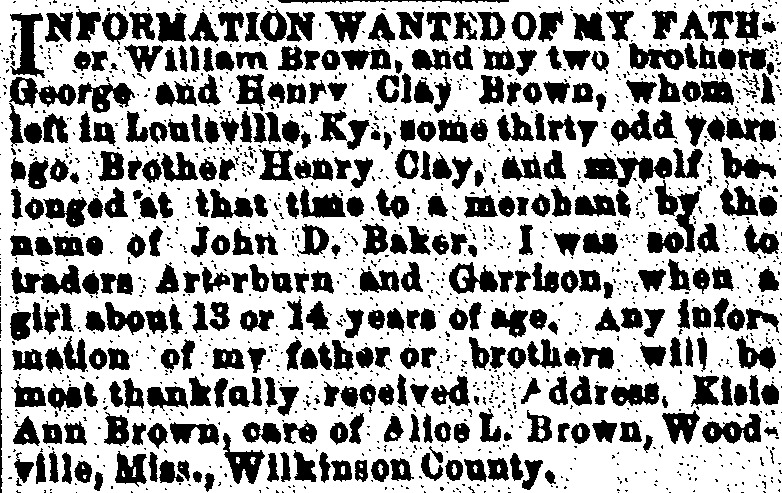 INFORMATION WANTED OF MY FATH-
er, William Brown, and my two brothers,
George and Henry Clay Brown, whom I
left in Louisville, Ky., some thirty odd years
ago. Brother Henry Clay, and myself be-
longed at that time to a merchant by the
name of John D. Baker. I was sold to
traders Arterburn and Garrison, when a
girl about 13 or 14 years of age. Any infor-
mation of my father or brothers will be
most thankfully received. Address, Kisie
Ann Brown, care of Alice L. Brown, Wood-
ville, Miss., Wilkinson County.